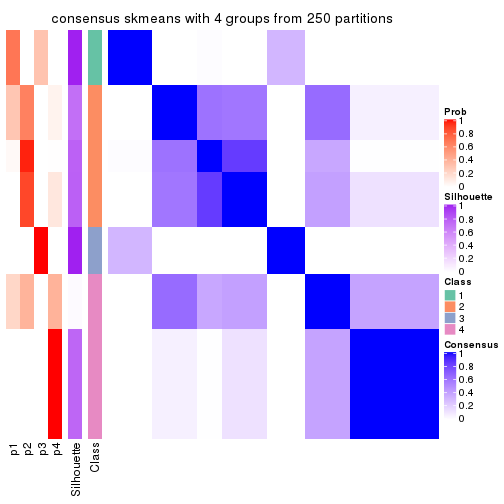 consensus skmeans with 4 groups from 250 partitions
Prob
1
0.8
0.6
0.4
0.2
0
Silhouette
1
0.8
0.6
0.4
0.2
0
Class
1
2
3
4
Consensus
1
0.8
0.6
0.4
0.2
0
p1
p2
p3
p4
Silhouette
Class